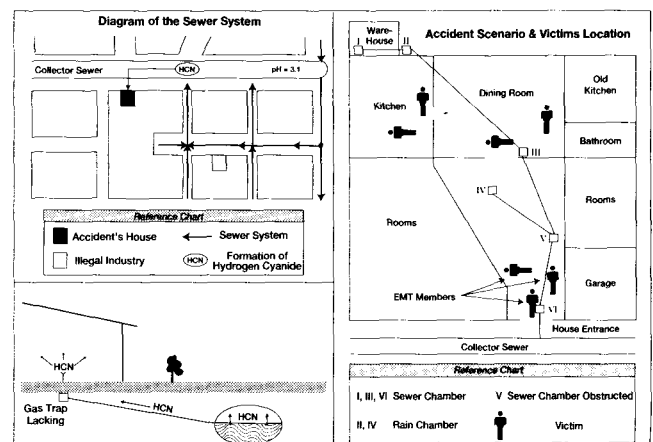 Diagram of the Sewer System
Collector Sewer
HCN
pH = 3.1
Reference Chart
Accident's House
Sewer System
Illegal Industry
HCN
Formation of
Hydrogen Cyanide
HCN
HCN
HCN
Gas Trap
Lacking
Accident Scenario & Victims Location
Ware-
House
I
II
Kitchen
Dining Room
Old
Kitchen
Bathroom
III
IV
Rooms
Rooms
V
Garage
EMT Members
VI
House Entrance
Collector Sewer
Reference Chart
I, III, VI Sewer Chamber
V Sewer Chamber Obstructed
II, IV Rain Chamber
Victim